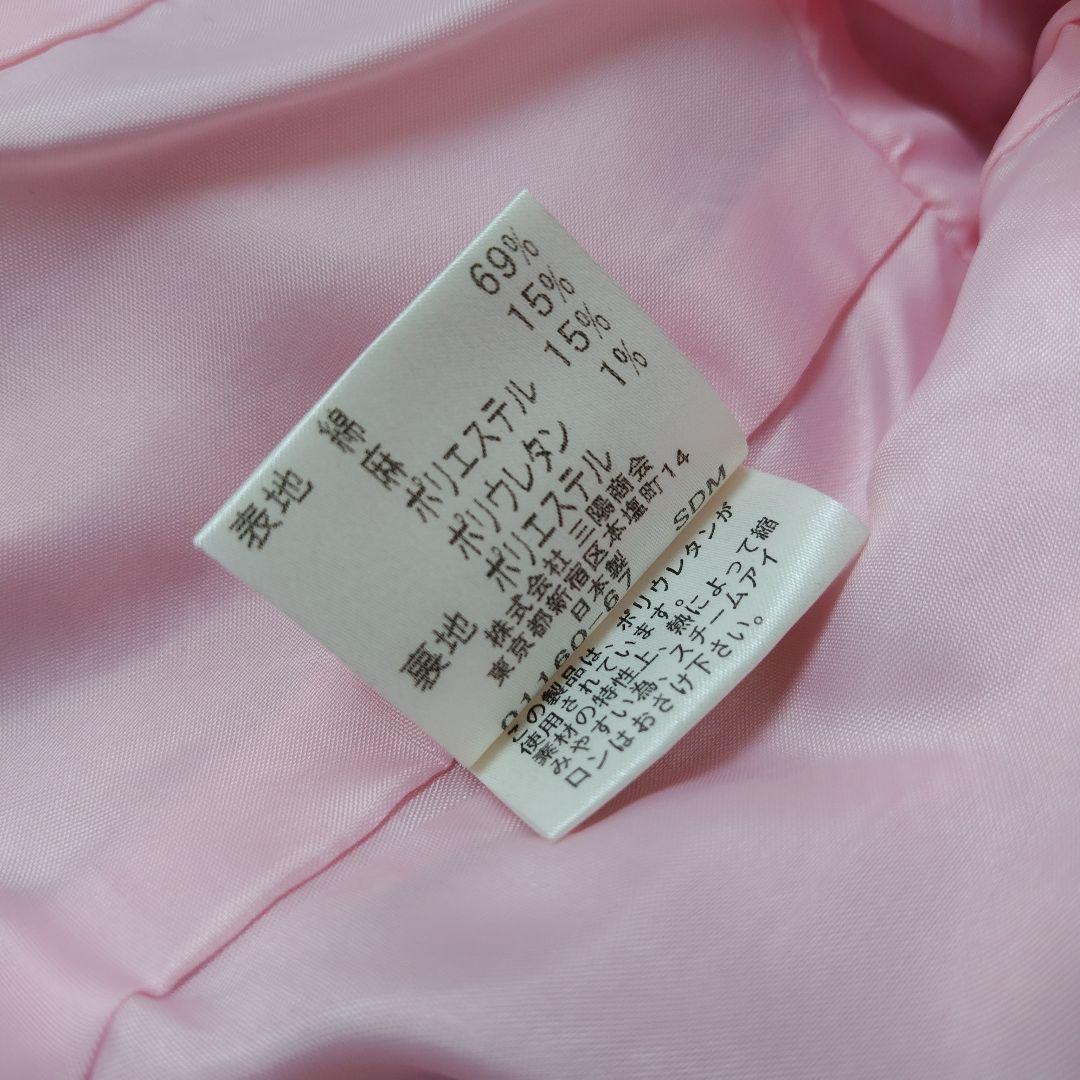 表地 綿 69%
麻 15%
ポリエステル 15%
ポリウレタン 1%
裏地 ポリエステル
株式会社 三陽商会
東京都新宿区本塩町14
日本製
01160-67 SDM
この製品は、ポリウレタンが
使用されています。
素材の特性上、熱によって縮
みやすい為、スチームアイ
ロンはおさけ下さい。